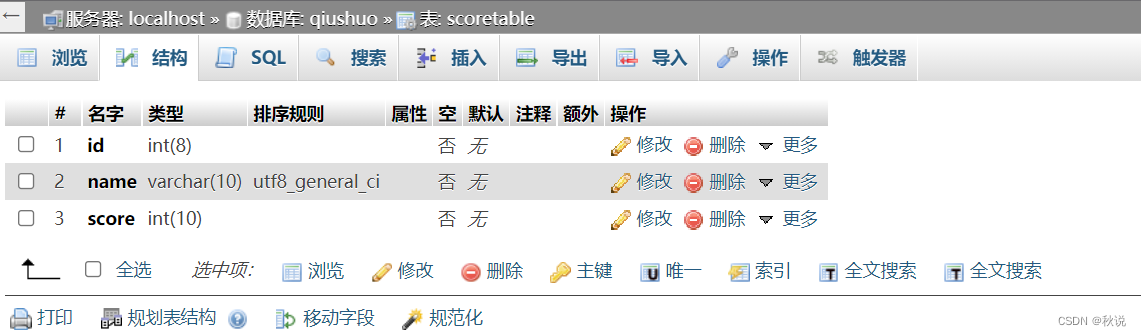 服务器: localhost » 数据库: qiushuo » 表: scoretable
浏览 结构 SQL 搜索 插入 导出 导入 操作 触发器
# 名字 类型 排序规则 属性 空 默认 注释 额外 操作
1 id int(8) 否 无 修改 删除 更多
2 name varchar(10) utf8_general_ci 否 无 修改 删除 更多
3 score int(10) 否 无 修改 删除 更多
全选 选中项: 浏览 修改 删除 主键 U 唯一 索引 T 全文搜索 T 全文搜索
打印 规划表结构 移动字段 规范化
CSDN @秋说